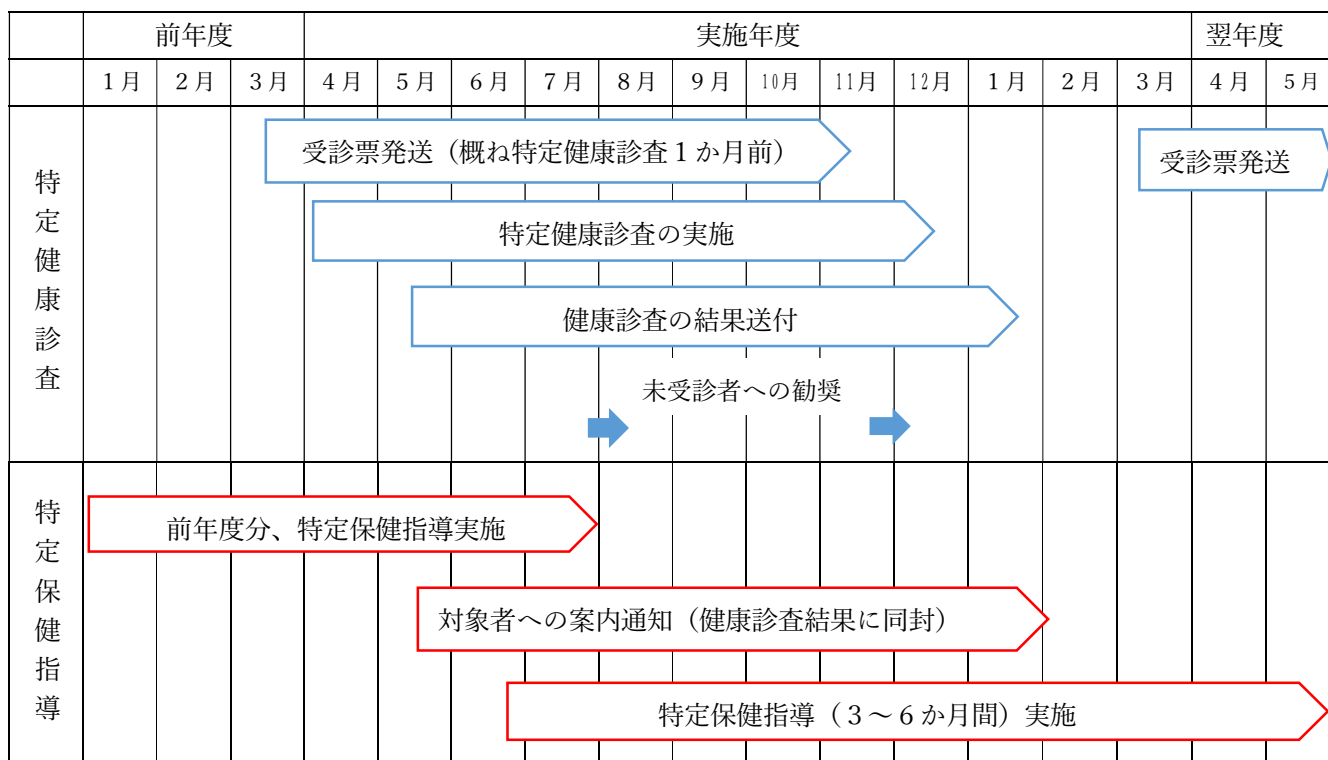 前年度 実施年度 翌年度
1月 2月 3月 4月 5月 6月 7月 8月 9月 10月 11月 12月 1月 2月 3月 4月 5月
特定健康診査
受診票発送（概ね特定健康診査１か月前）
受診票発送
特定健康診査の実施
健康診査の結果送付
未受診者への勧奨
特定保健指導
前年度分、特定保健指導実施
対象者への案内通知（健康診査結果に同封）
特定保健指導（３～６か月間）実施